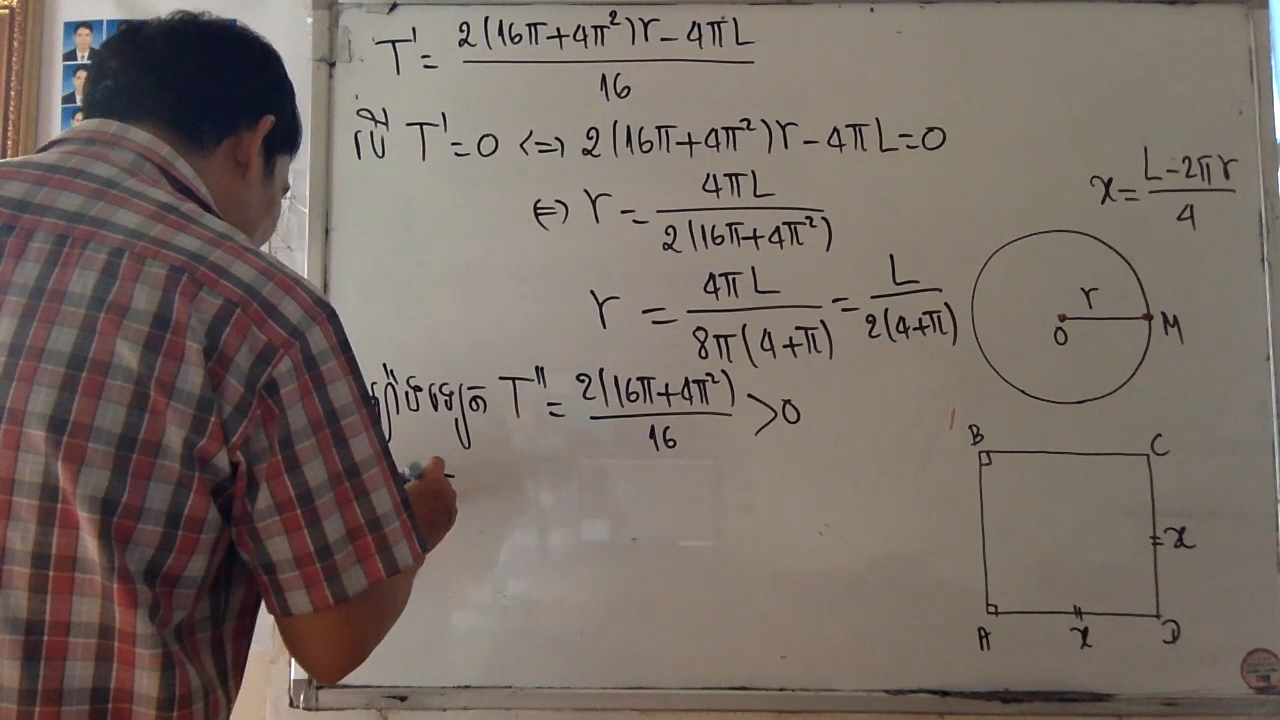 T' = 2(16π+4π²)r - 4πL / 16
បើ T' = 0 <=> 2(16π+4π²)r - 4πL = 0
<=> r = 4πL / 2(16π+4π²)
r = 4πL / 8π(4+π) = L / 2(4+π)
T'' = 2(16π+4π²) / 16 > 0
x = L-2πr / 4
r
O
M
B
C
x
A
x
D